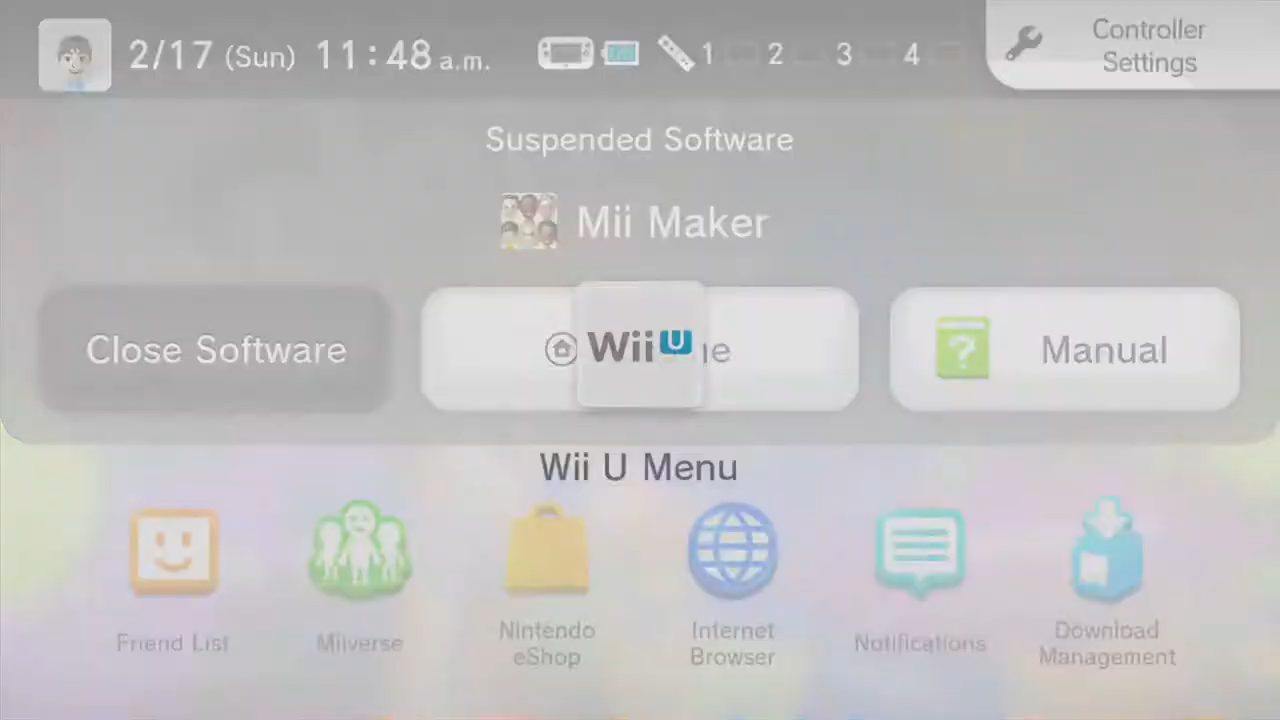 2/17 (Sun) 11:48 a.m.
1 2 3 4
Controller
Settings
Suspended Software
Mii Maker
Close Software
Wii U
Manual
Wii U Menu
Friend List
Miiverse
Nintendo
eShop
Internet
Browser
Notifications
Download
Management